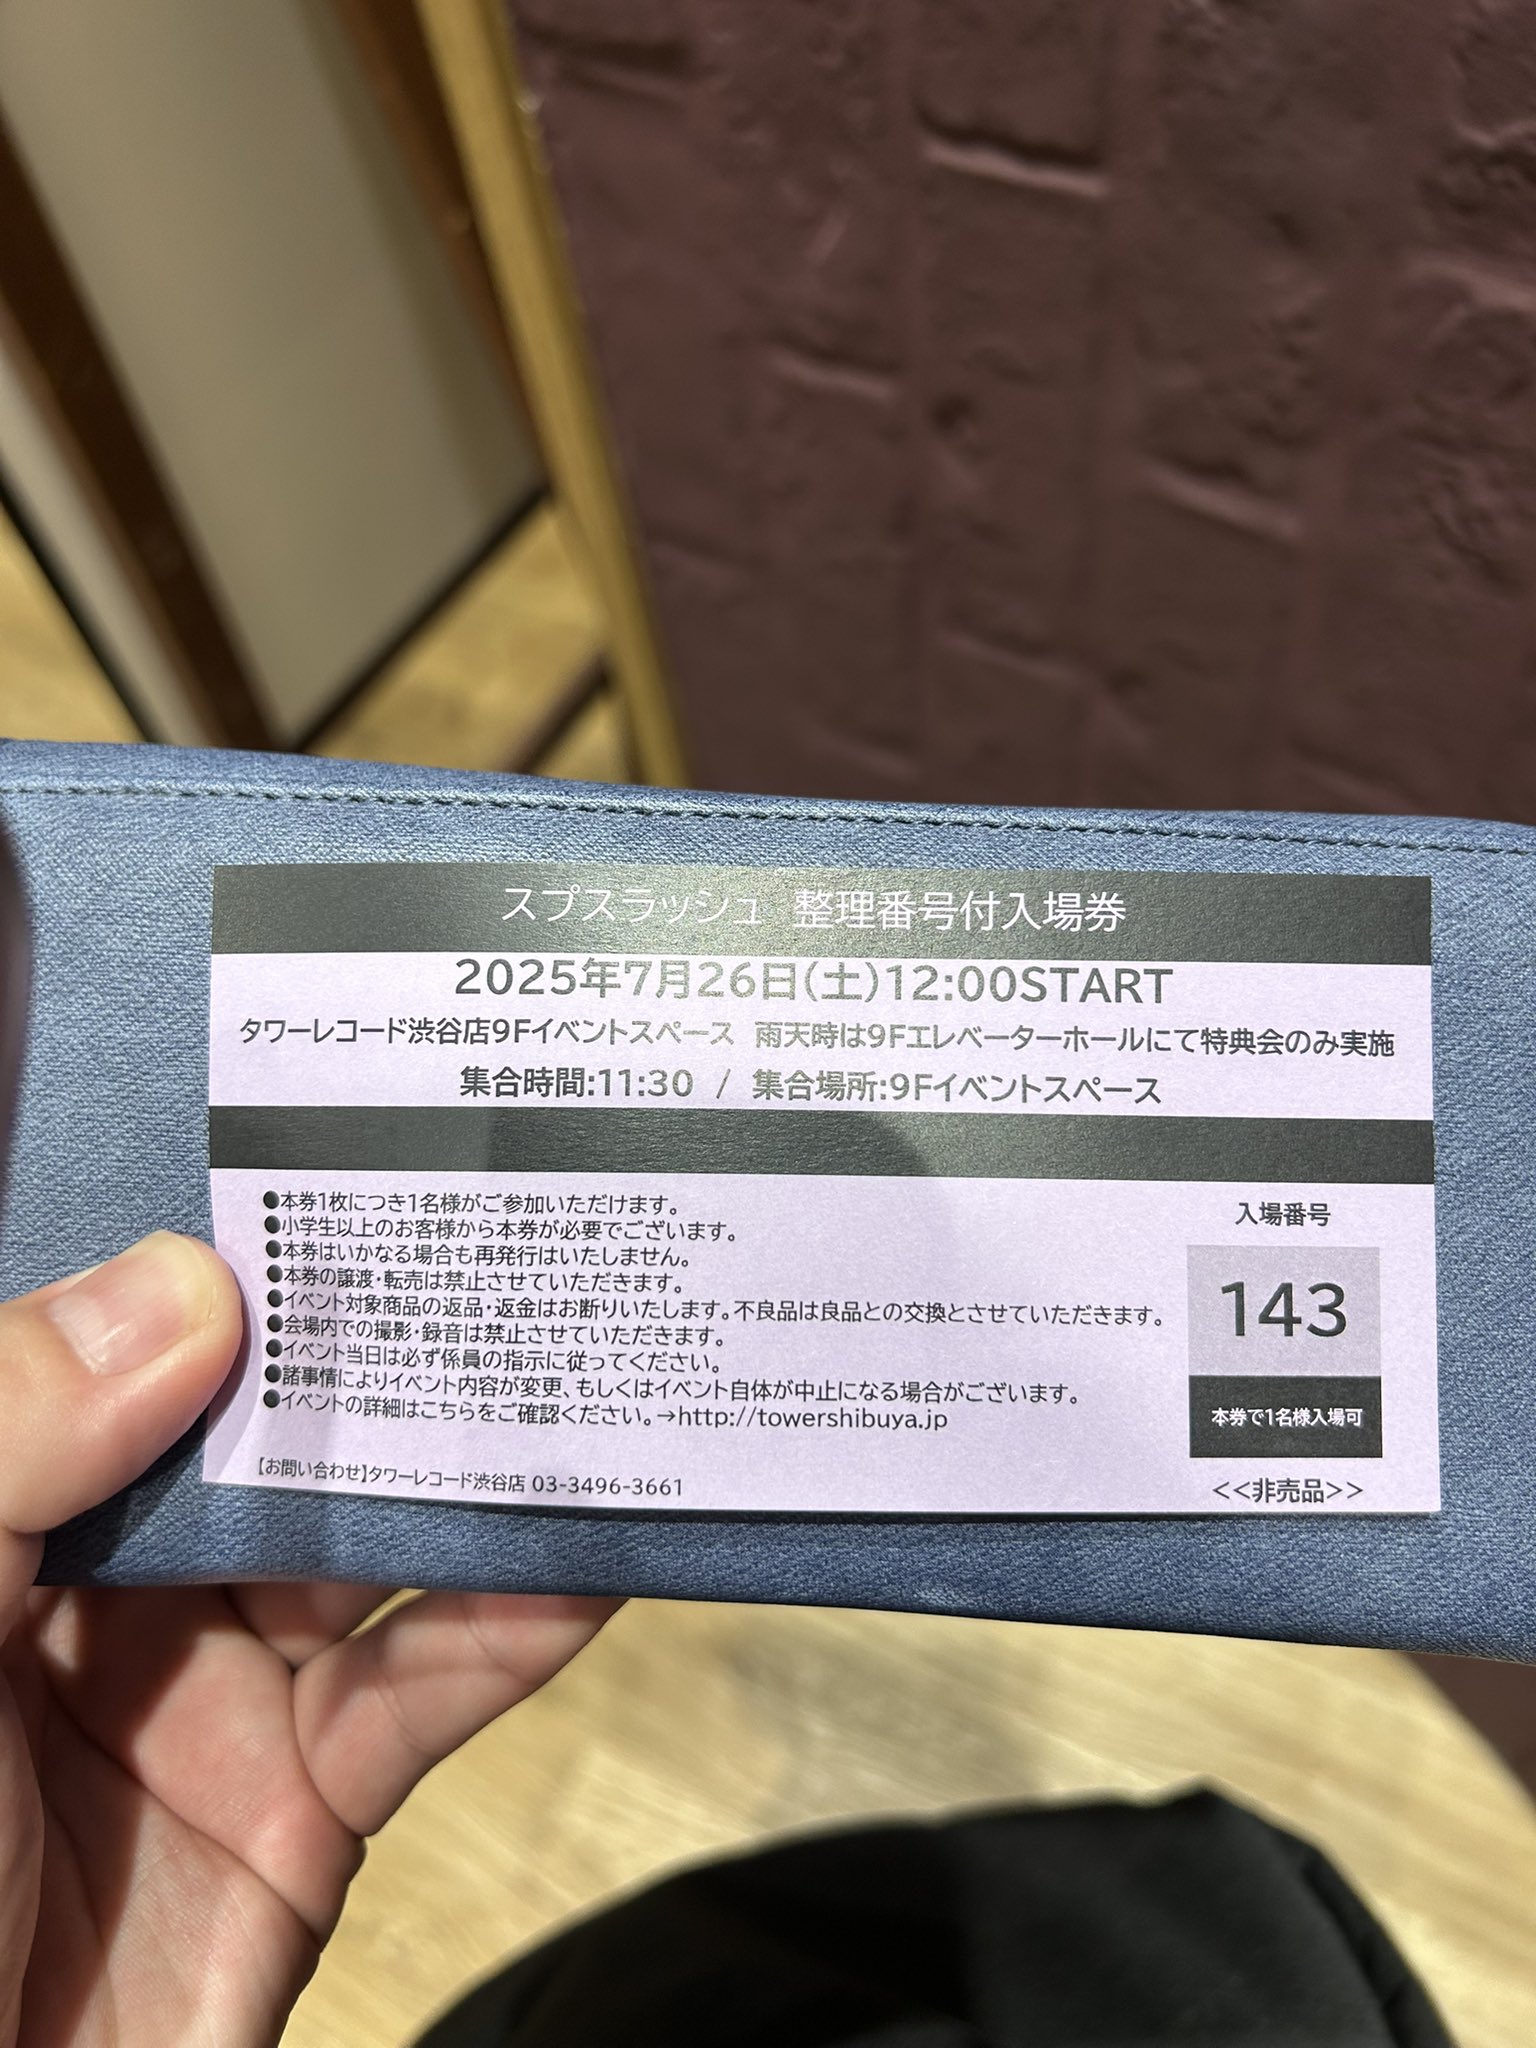 スプスラッシュ 整理番号付入場券
2025年7月26日(土)12:00START
タワーレコード渋谷店9Fイベントスペース 雨天時は9Fエレベーターホールにて特典会のみ実施
集合時間:11:30 / 集合場所:9Fイベントスペース
●本券1枚につき1名様がご参加いただけます。
●小学生以上のお客様から本券が必要でございます。
●本券はいかなる場合も再発行はいたしません。
●本券の譲渡・転売は禁止させていただきます。
●イベント対象商品の返品・返金はお断りいたします。不良品は良品との交換とさせていただきます。
●会場内での撮影・録音は禁止させていただきます。
●イベント当日は必ず係員の指示に従ってください。
●諸事情によりイベント内容が変更、もしくはイベント自体が中止になる場合がございます。
●イベントの詳細はこちらをご確認ください。→http://towershibuya.jp
【お問い合わせ】タワーレコード渋谷店 03-3496-3661
入場番号
143
本券で1名様入場可
<<非売品>>